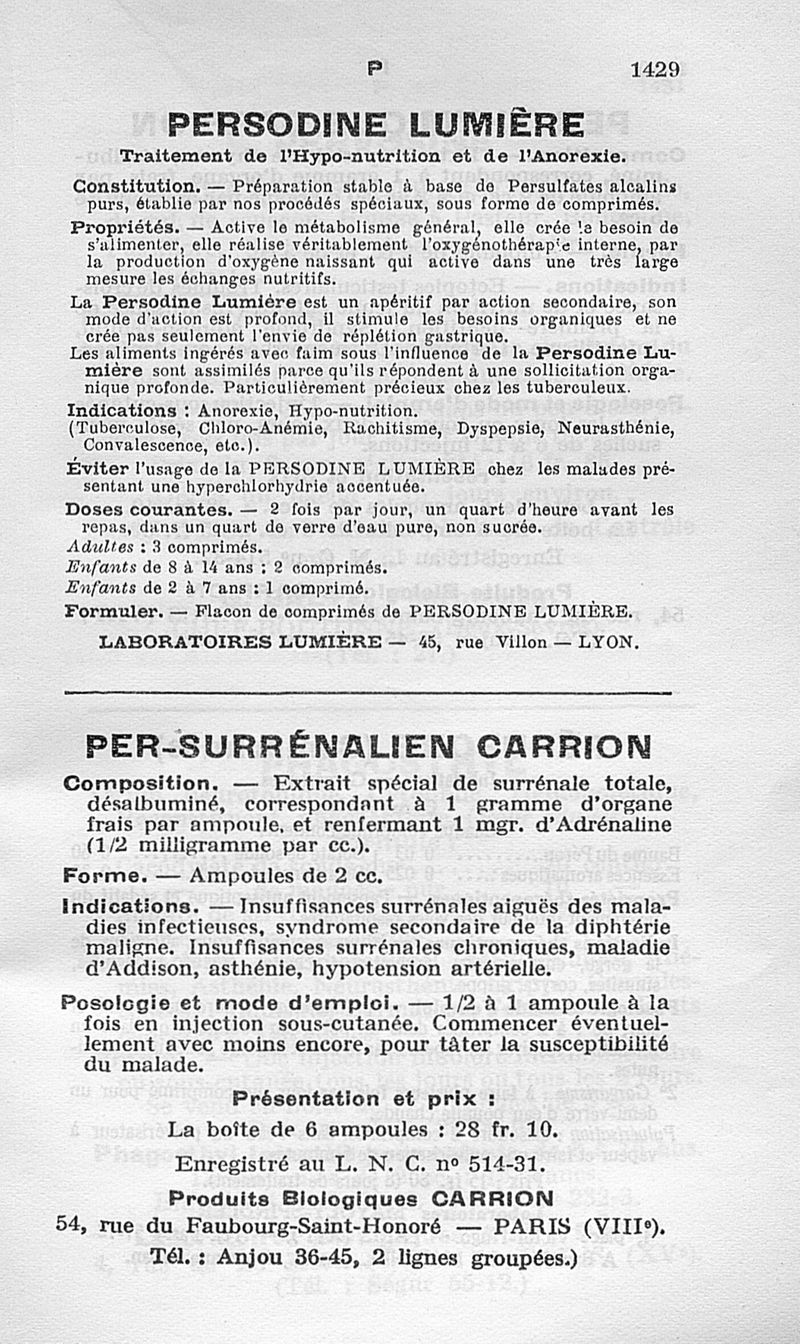 P 1429
PERSODINE LUMIÈRE
Traitement de l'Hypo-nutrition et de l'Anorexie.
Constitution. — Préparation stable à base de Persulfates alcalins
purs, établie par nos procédés spéciaux, sous forme de comprimés.
Propriétés. — Active le métabolisme général, elle crée le besoin de
s'alimenter, elle réalise véritablement l'oxygénothérapie interne, par
la production d'oxygène naissant qui active dans une très large
mesure les échanges nutritifs.
La Persodine Lumière est un apéritif par action secondaire, son
mode d'action est profond, il stimule les besoins organiques et ne
crée pas seulement l'envie de réplétion gastrique.
Les aliments ingérés avec faim sous l'influence de la Persodine Lu-
mière sont assimilés parce qu'ils répondent à une sollicitation orga-
nique profonde. Particulièrement précieux chez les tuberculeux.
Indications : Anorexie, Hypo-nutrition.
(Tuberculose, Chloro-Anémie, Rachitisme, Dyspepsie, Neurasthénie,
Convalescence, etc.).
Éviter l'usage de la PERSODINE LUMIÈRE chez les malades pré-
sentant une hyperchlorhydrie accentuée.
Doses courantes. — 2 fois par jour, un quart d'heure avant les
repas, dans un quart de verre d'eau pure, non sucrée.
Adultes : 3 comprimés.
Enfants de 8 à 14 ans : 2 comprimés.
Enfants de 2 à 7 ans : 1 comprimé.
Formuler. — Flacon de comprimés de PERSODINE LUMIÈRE.
LABORATOIRES LUMIÈRE — 45, rue Villon — LYON.
PER-SURRÉNALIEN CARRION
Composition. — Extrait spécial de surrénale totale,
désalbuminé, correspondant à 1 gramme d'organe
frais par ampoule, et renfermant 1 mgr. d'Adrénaline
(1/2 milligramme par cc.).
Forme. — Ampoules de 2 cc.
Indications. — Insuffisances surrénales aiguës des mala-
dies infectieuses, syndrome secondaire de la diphtérie
maligne. Insuffisances surrénales chroniques, maladie
d'Addison, asthénie, hypotension artérielle.
Posologie et mode d'emploi. — 1/2 à 1 ampoule à la
fois en injection sous-cutanée. Commencer éventuel-
lement avec moins encore, pour tâter la susceptibilité
du malade.
Présentation et prix :
La boîte de 6 ampoules : 28 fr. 10.
Enregistré au L. N. C. nº 514-31.
Produits Biologiques CARRION
54, rue du Faubourg-Saint-Honoré — PARIS (VIIIᵉ).
Tél. : Anjou 36-45, 2 lignes groupées.)